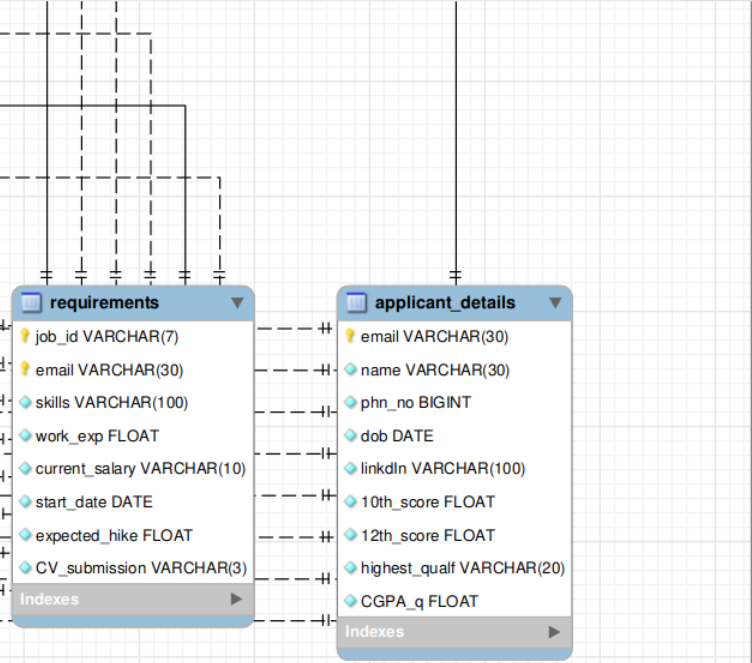 requirements
job_id VARCHAR(7)
email VARCHAR(30)
skills VARCHAR(100)
work_exp FLOAT
current_salary VARCHAR(10)
start_date DATE
expected_hike FLOAT
CV_submission VARCHAR(3)
Indexes
applicant_details
email VARCHAR(30)
name VARCHAR(30)
phn_no BIGINT
dob DATE
linkdIn VARCHAR(100)
10th_score FLOAT
12th_score FLOAT
highest_qualf VARCHAR(20)
CGPA_q FLOAT
Indexes